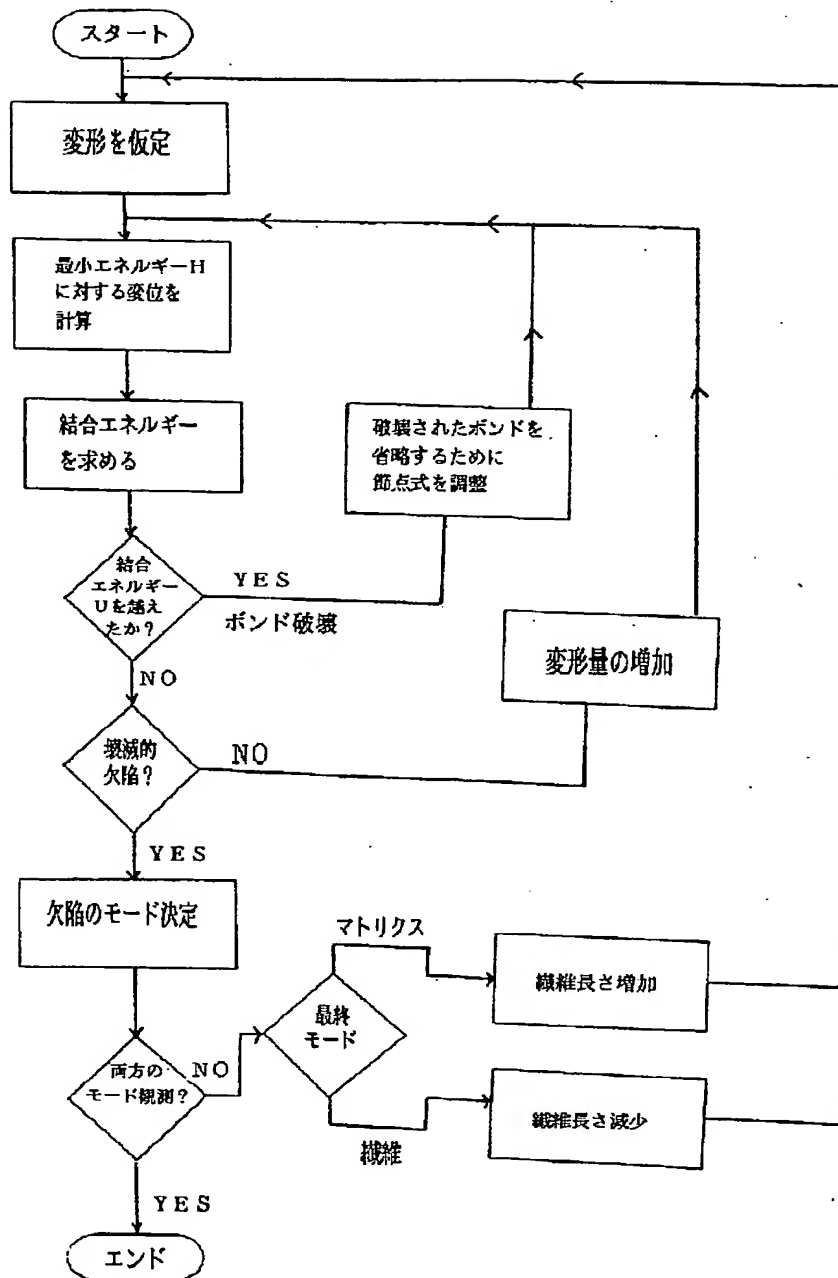 スタート
変形を仮定
最小エネルギーH
に対する変位を
計算
結合エネルギー
を求める
破壊されたボンドを
省略するために
節点式を調整
結合
エネルギー
Uを越え
たか?
YES
ボンド破壊
NO
変形量の増加
壊滅的
欠陥?
NO
YES
欠陥のモード決定
マトリクス
繊維長さ増加
最終
モード
両方の
モード観測?
NO
繊維
繊維長さ減少
YES
エンド